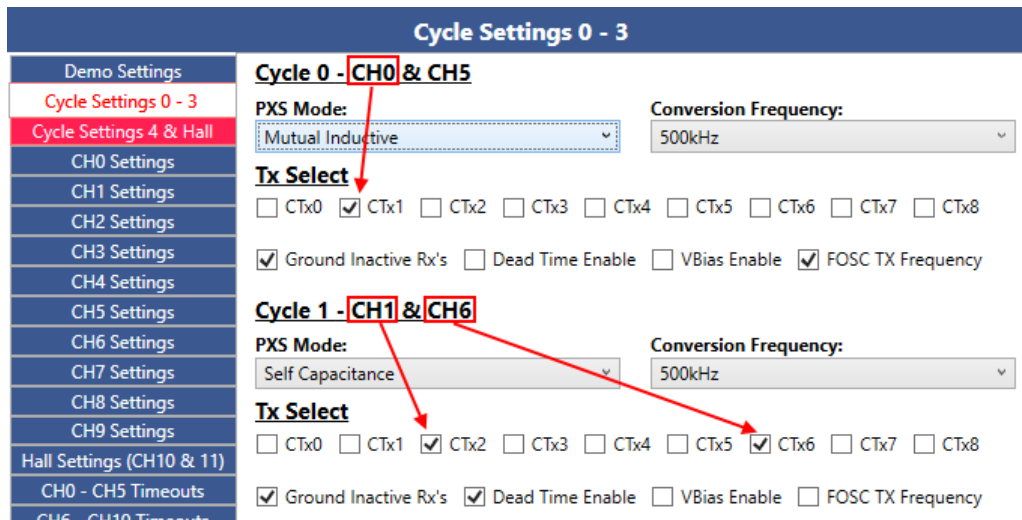 Cycle Settings 0 - 3
Demo Settings
Cycle Settings 0 - 3
Cycle Settings 4 & Hall
CH0 Settings
CH1 Settings
CH2 Settings
CH3 Settings
CH4 Settings
CH5 Settings
CH6 Settings
CH7 Settings
CH8 Settings
CH9 Settings
Hall Settings (CH10 & 11)
CH0 - CH5 Timeouts
CH6 - CH10 Timeouts
Cycle 0 - CH0 & CH5
PXS Mode: Conversion Frequency:
Mutual Inductive 500kHz
Tx Select
CTx0 CTx1 CTx2 CTx3 CTx4 CTx5 CTx6 CTx7 CTx8
Ground Inactive Rx's Dead Time Enable VBias Enable FOSC TX Frequency
Cycle 1 - CH1 & CH6
PXS Mode: Conversion Frequency:
Self Capacitance 500kHz
Tx Select
CTx0 CTx1 CTx2 CTx3 CTx4 CTx5 CTx6 CTx7 CTx8
Ground Inactive Rx's Dead Time Enable VBias Enable FOSC TX Frequency